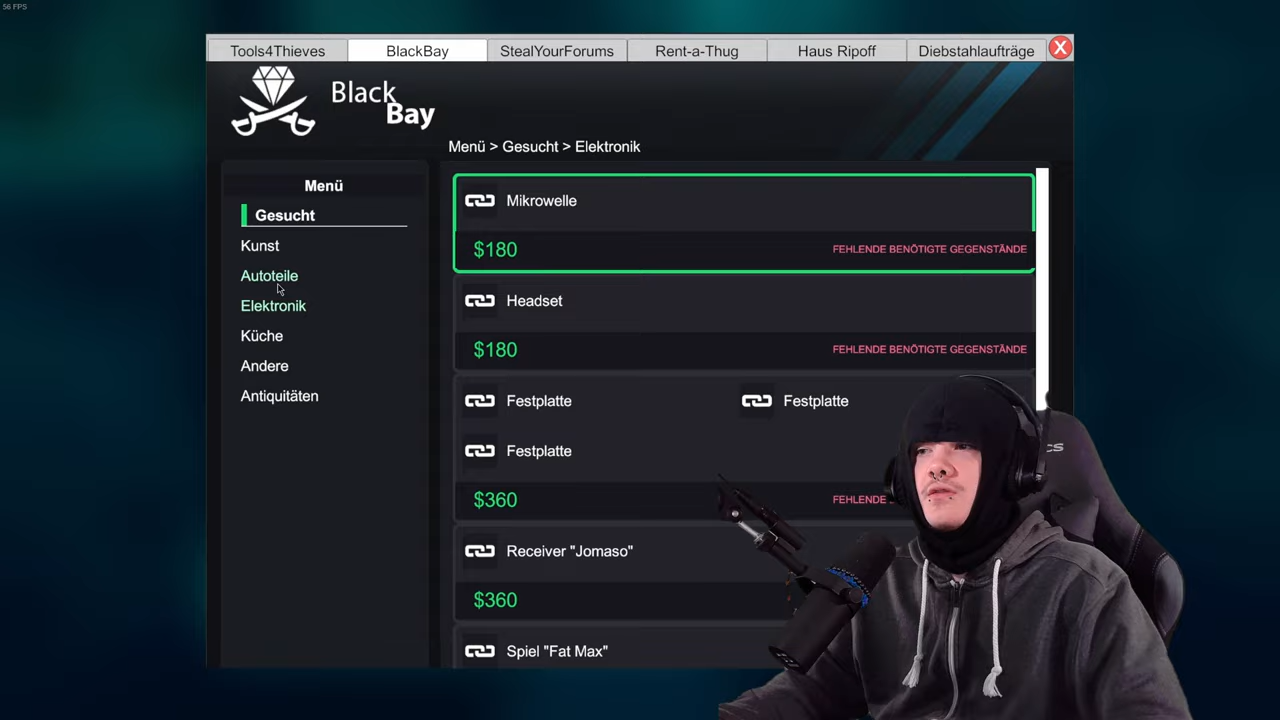 56 FPS
Tools4Thieves BlackBay StealYourForums Rent-a-Thug Haus Ripoff Diebstahlaufträge X
Black
Bay
Menü > Gesucht > Elektronik
Menü
Gesucht
Kunst
Autoteile
Elektronik
Küche
Andere
Antiquitäten
Mikrowelle
$180 FEHLENDE BENÖTIGTE GEGENSTÄNDE
Headset
$180 FEHLENDE BENÖTIGTE GEGENSTÄNDE
Festplatte Festplatte
Festplatte
$360 FEHLENDE
Receiver "Jomaso"
$360
Spiel "Fat Max"